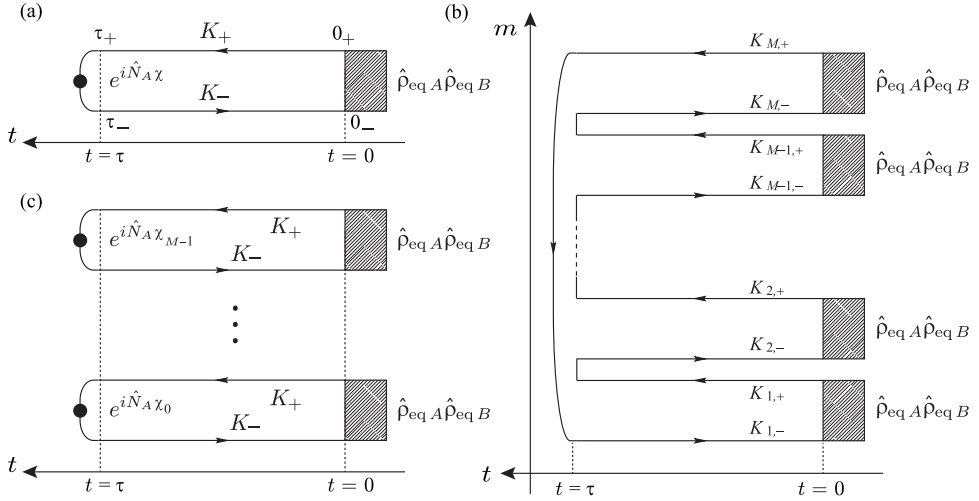 (a)
τ₊ K₊ 0₊
e^{iN̂_A χ} ρ̂_{eq A}ρ̂_{eq B}
K₋
τ₋ 0₋
t
t = τ t = 0
(c)
K₊
e^{iN̂_A χ_{M−1}} ρ̂_{eq A}ρ̂_{eq B}
K₋
K₊
e^{iN̂_A χ_0} ρ̂_{eq A}ρ̂_{eq B}
K₋
t
t = τ t = 0
(b)
m
K_{M,+}
ρ̂_{eq A}ρ̂_{eq B}
K_{M,−}
K_{M−1,+}
ρ̂_{eq A}ρ̂_{eq B}
K_{M−1,−}
K_{2,+}
ρ̂_{eq A}ρ̂_{eq B}
K_{2,−}
K_{1,+}
ρ̂_{eq A}ρ̂_{eq B}
K_{1,−}
t
t = τ t = 0